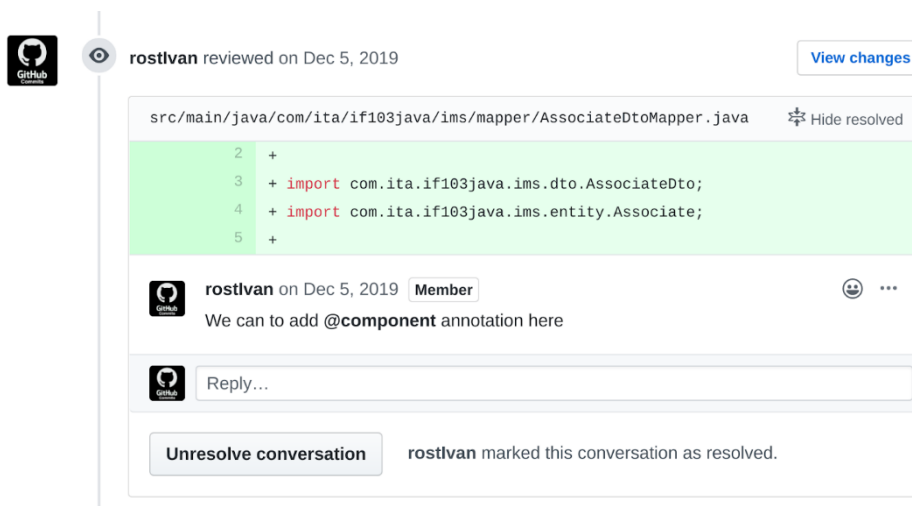 GitHub
Commits
rostIvan reviewed on Dec 5, 2019
View changes
src/main/java/com/ita/if103java/ims/mapper/AssociateDtoMapper.java
Hide resolved
2 +
3 + import com.ita.if103java.ims.dto.AssociateDto;
4 + import com.ita.if103java.ims.entity.Associate;
5 +
GitHub
Commits
rostIvan on Dec 5, 2019 Member
We can to add @component annotation here
GitHub
Commits
Reply…
Unresolve conversation
rostIvan marked this conversation as resolved.